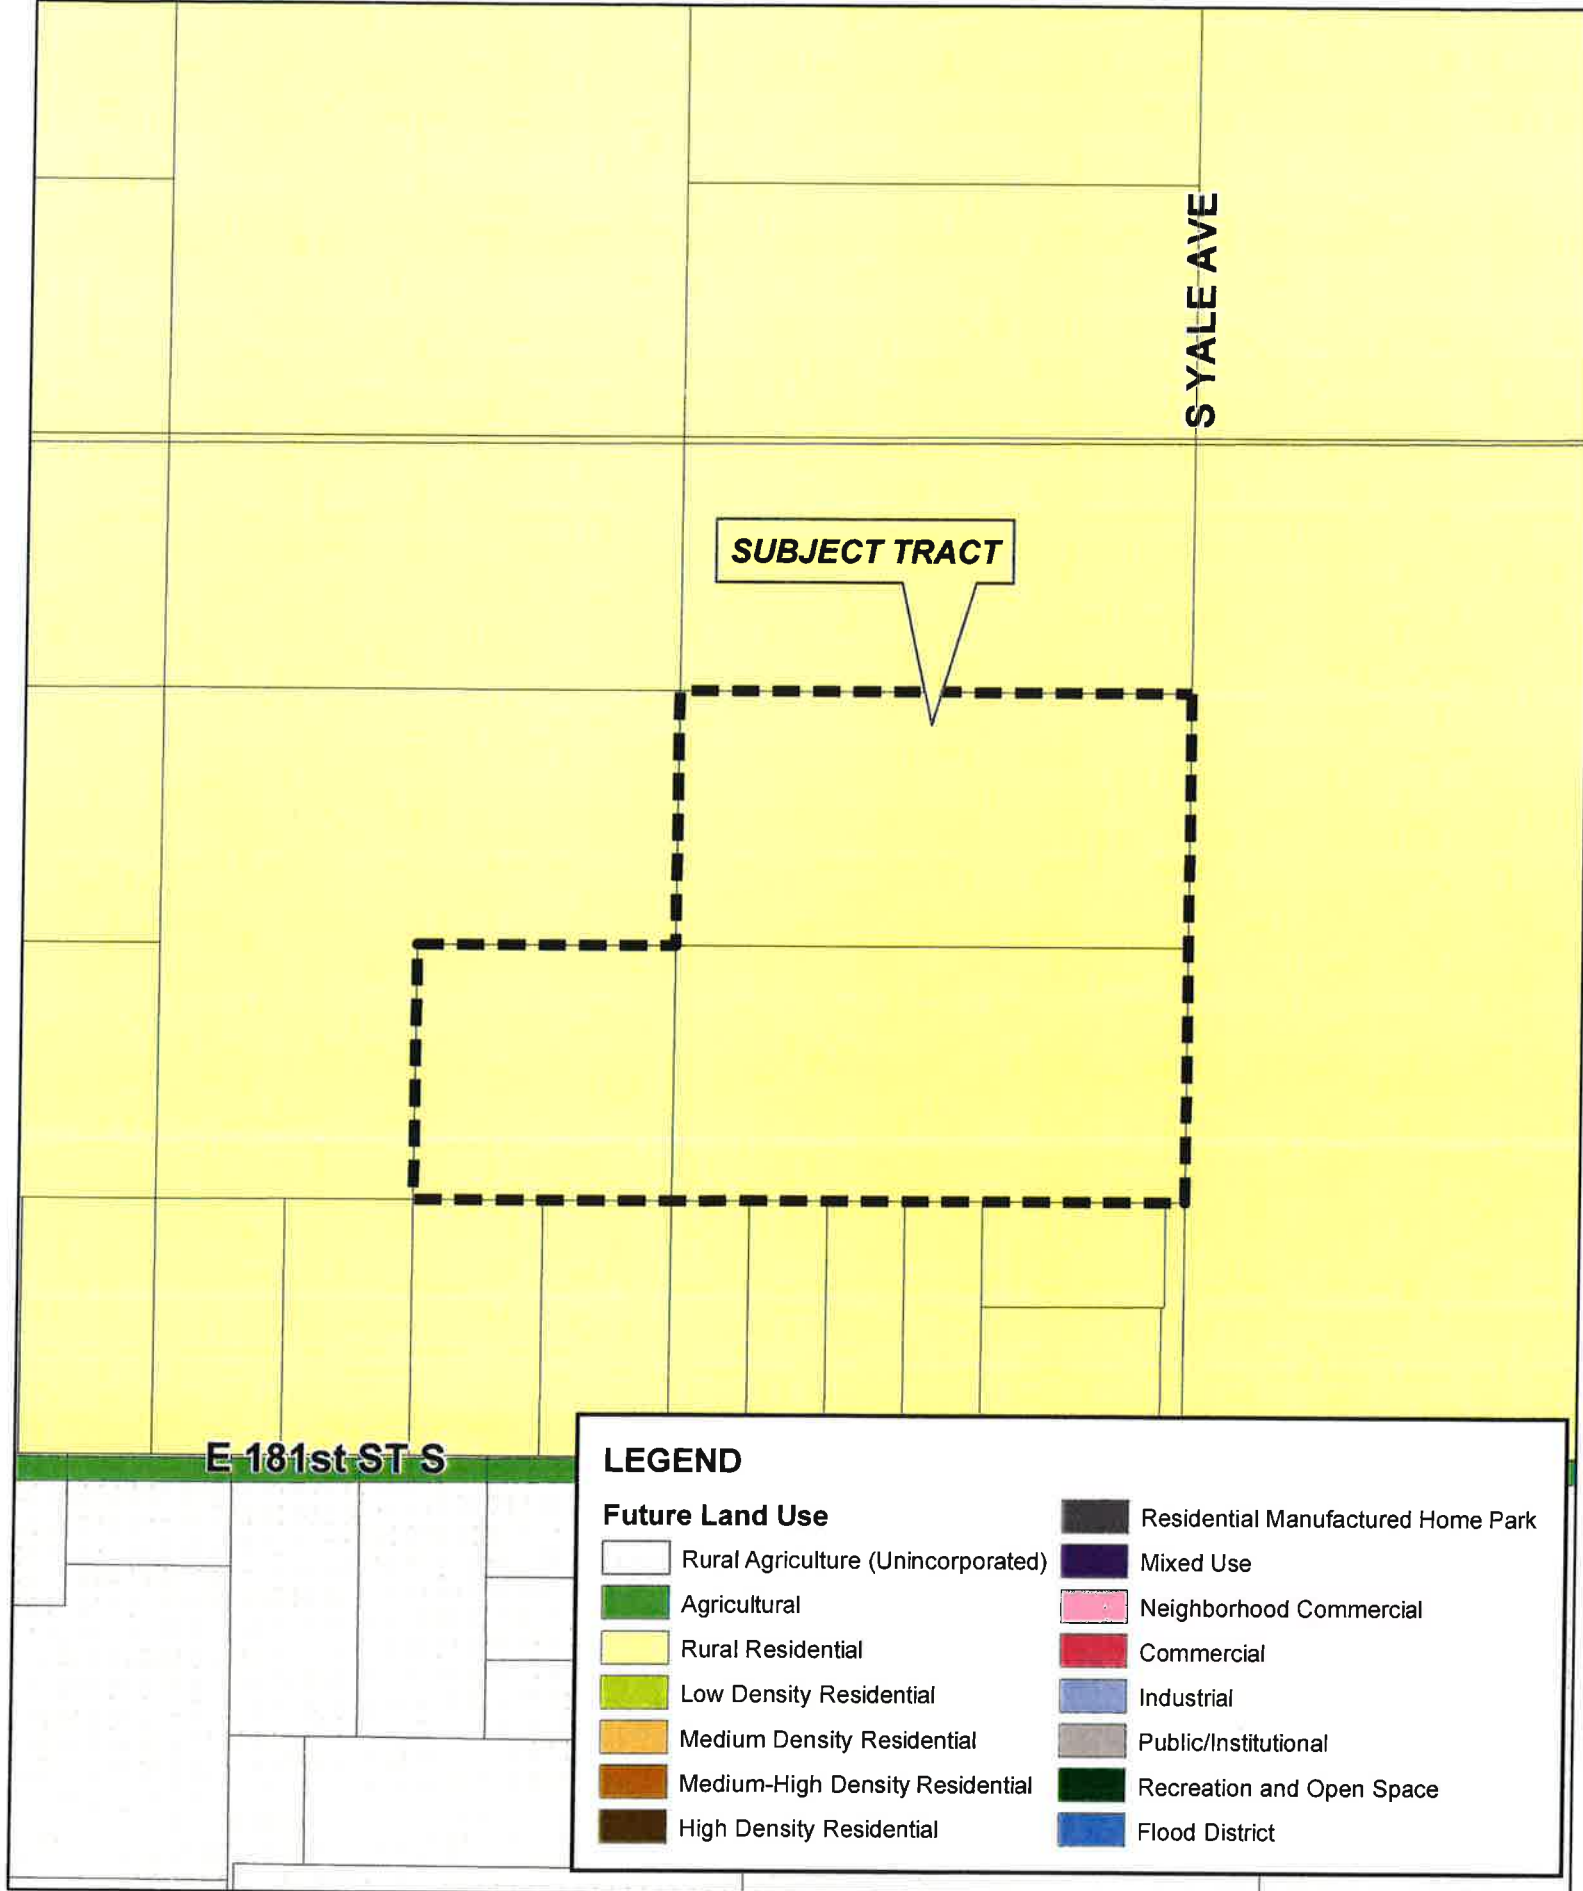 S YALE AVE
SUBJECT TRACT
E 181st ST S
LEGEND
Future Land Use
Rural Agriculture (Unincorporated)
Agricultural
Rural Residential
Low Density Residential
Medium Density Residential
Medium-High Density Residential
High Density Residential
Residential Manufactured Home Park
Mixed Use
Neighborhood Commercial
Commercial
Industrial
Public/Institutional
Recreation and Open Space
Flood District